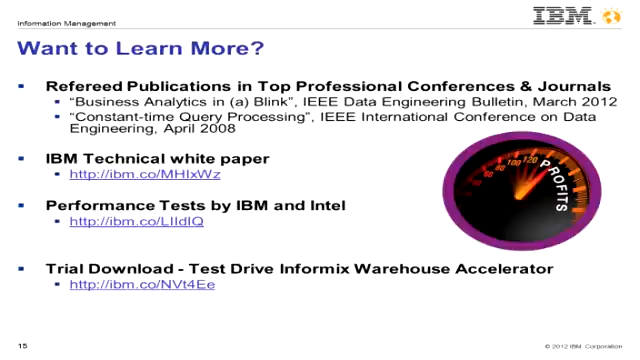 Information Management
IBM
Want to Learn More?
Refereed Publications in Top Professional Conferences & Journals
“Business Analytics in (a) Blink”, IEEE Data Engineering Bulletin, March 2012
“Constant-time Query Processing”, IEEE International Conference on Data
Engineering, April 2008
IBM Technical white paper
http://ibm.co/MHIxWz
Performance Tests by IBM and Intel
http://ibm.co/LIIdIQ
80 100 120
PROFITS
Trial Download - Test Drive Informix Warehouse Accelerator
http://ibm.co/NVt4Ee
15
© 2012 IBM Corporation